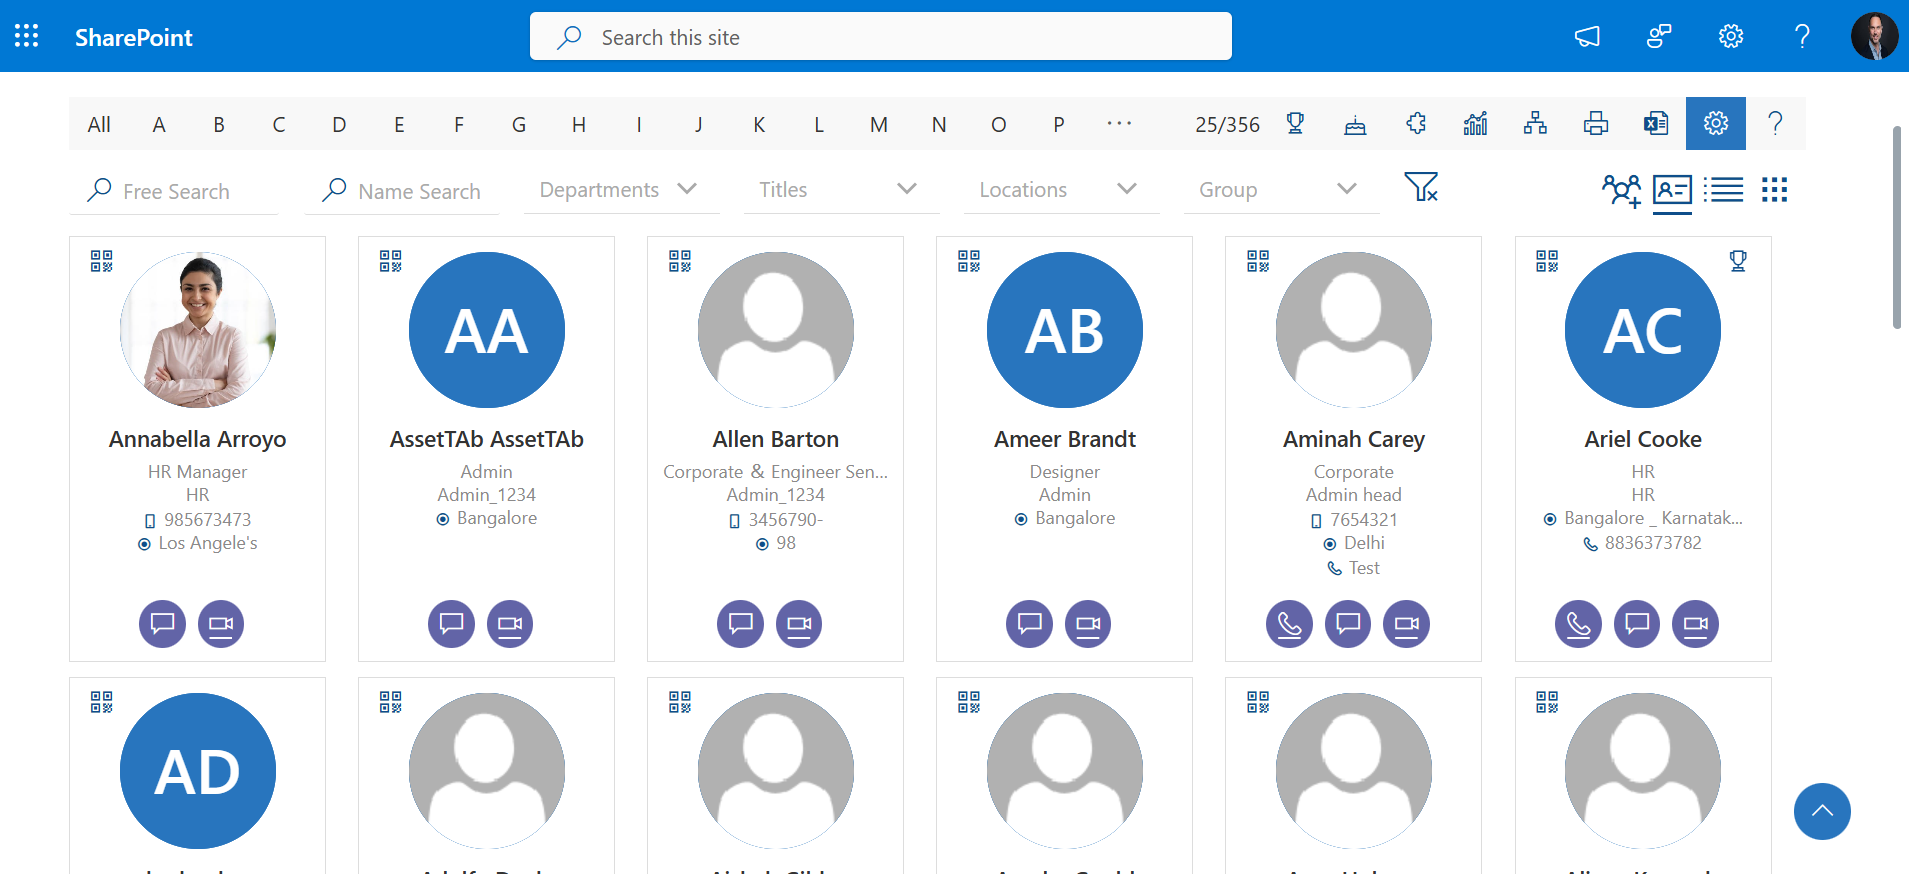 SharePoint
Search this site
All A B C D E F G H I J K L M N O P ... 25/356
Free Search Name Search Departments Titles Locations Group
Annabella Arroyo
HR Manager
HR
985673473
Los Angele's
AA
AssetTAb AssetTAb
Admin
Admin_1234
Bangalore
Allen Barton
Corporate & Engineer Sen...
Admin_1234
3456790-
98
AB
Ameer Brandt
Designer
Admin
Bangalore
Aminah Carey
Corporate
Admin head
7654321
Delhi
Test
AC
Ariel Cooke
HR
HR
Bangalore _ Karnatak...
8836373782
AD